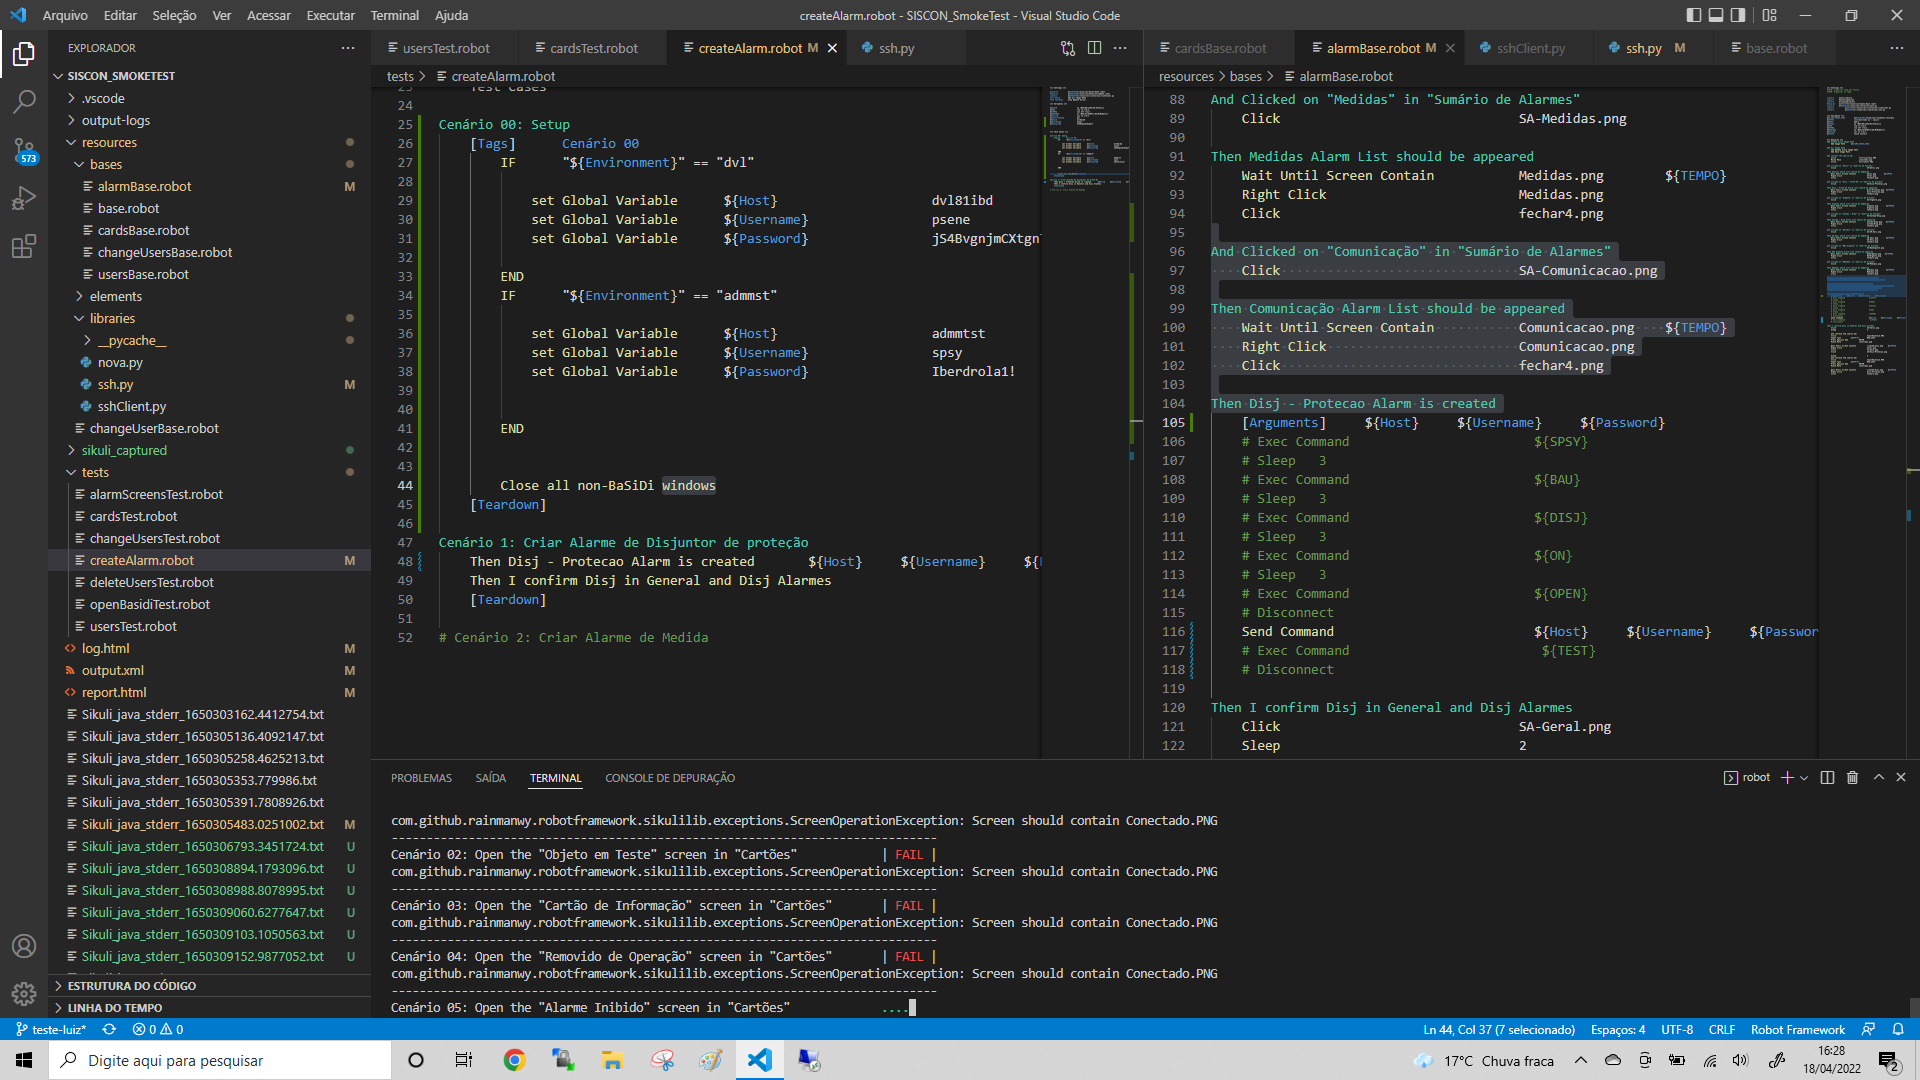 Arquivo Editar Seleção Ver Acessar Executar Terminal Ajuda
createAlarm.robot - SISCON_SmokeTest - Visual Studio Code
EXPLORADOR
SISCON_SMOKETEST
.vscode
output-logs
resources
bases
alarmBase.robot M
base.robot
cardsBase.robot
changeUsersBase.robot
usersBase.robot
elements
libraries
__pycache__
nova.py
ssh.py M
sshClient.py
changeUserBase.robot
sikuli_captured
tests
alarmScreensTest.robot
cardsTest.robot
changeUsersTest.robot
createAlarm.robot M
deleteUsersTest.robot
openBasidiTest.robot
usersTest.robot
log.html M
output.xml M
report.html M
Sikuli_java_stderr_1650303162.4412754.txt
Sikuli_java_stderr_1650305136.4092147.txt
Sikuli_java_stderr_1650305258.4625213.txt
Sikuli_java_stderr_1650305353.779986.txt
Sikuli_java_stderr_1650305391.7808926.txt
Sikuli_java_stderr_1650305483.0251002.txt M
Sikuli_java_stderr_1650306793.3451724.txt U
Sikuli_java_stderr_1650308894.1793096.txt U
Sikuli_java_stderr_1650308988.8078995.txt U
Sikuli_java_stderr_1650309060.6277647.txt U
Sikuli_java_stderr_1650309103.1050563.txt U
Sikuli_java_stderr_1650309152.9877052.txt U
ESTRUTURA DO CÓDIGO
LINHA DO TEMPO
573
usersTest.robot cardsTest.robot createAlarm.robot M ssh.py
tests > createAlarm.robot
23 Test Cases
24
25 Cenário 00: Setup
26 [Tags] Cenário 00
27 IF "${Environment}" == "dvl"
28
29 set Global Variable ${Host} dvl81ibd
30 set Global Variable ${Username} psene
31 set Global Variable ${Password} jS4BvgnjmCXtgn
32
33 END
34 IF "${Environment}" == "admmst"
35
36 set Global Variable ${Host} admmtst
37 set Global Variable ${Username} spsy
38 set Global Variable ${Password} Iberdrola1!
39
40
41 END
42
43
44 Close all non-BaSiDi windows
45 [Teardown]
46
47 Cenário 1: Criar Alarme de Disjuntor de proteção
48 Then Disj - Protecao Alarm is created ${Host} ${Username} ${
49 Then I confirm Disj in General and Disj Alarmes
50 [Teardown]
51
52 # Cenário 2: Criar Alarme de Medida
cardsBase.robot alarmBase.robot M sshClient.py ssh.py M base.robot
resources > bases > alarmBase.robot
88 And Clicked on "Medidas" in "Sumário de Alarmes"
89 Click SA-Medidas.png
90
91 Then Medidas Alarm List should be appeared
92 Wait Until Screen Contain Medidas.png ${TEMPO}
93 Right Click Medidas.png
94 Click fechar4.png
95
96 And Clicked on "Comunicação" in "Sumário de Alarmes"
97 Click SA-Comunicacao.png
98
99 Then Comunicação Alarm List should be appeared
100 Wait Until Screen Contain Comunicacao.png ${TEMPO}
101 Right Click Comunicacao.png
102 Click fechar4.png
103
104 Then Disj - Protecao Alarm is created
105 [Arguments] ${Host} ${Username} ${Password}
106 # Exec Command ${SPSY}
107 # Sleep 3
108 # Exec Command ${BAU}
109 # Sleep 3
110 # Exec Command ${DISJ}
111 # Sleep 3
112 # Exec Command ${ON}
113 # Sleep 3
114 # Exec Command ${OPEN}
115 # Disconnect
116 Send Command ${Host} ${Username} ${Passwor
117 # Exec Command ${TEST}
118 # Disconnect
119
120 Then I confirm Disj in General and Disj Alarmes
121 Click SA-Geral.png
122 Sleep 2
PROBLEMAS SAÍDA TERMINAL CONSOLE DE DEPURAÇÃO
robot
com.github.rainmanwy.robotframework.sikulilib.exceptions.ScreenOperationException: Screen should contain Conectado.PNG
------------------------------------------------------------------------------
Cenário 02: Open the "Objeto em Teste" screen in "Cartões" | FAIL |
com.github.rainmanwy.robotframework.sikulilib.exceptions.ScreenOperationException: Screen should contain Conectado.PNG
------------------------------------------------------------------------------
Cenário 03: Open the "Cartão de Informação" screen in "Cartões" | FAIL |
com.github.rainmanwy.robotframework.sikulilib.exceptions.ScreenOperationException: Screen should contain Conectado.PNG
------------------------------------------------------------------------------
Cenário 04: Open the "Removido de Operação" screen in "Cartões" | FAIL |
com.github.rainmanwy.robotframework.sikulilib.exceptions.ScreenOperationException: Screen should contain Conectado.PNG
------------------------------------------------------------------------------
Cenário 05: Open the "Alarme Inibido" screen in "Cartões" ....
teste-luiz* 0 0
Ln 44, Col 37 (7 selecionado) Espaços: 4 UTF-8 CRLF Robot Framework
Digite aqui para pesquisar
17°C Chuva fraca
16:28
18/04/2022
2